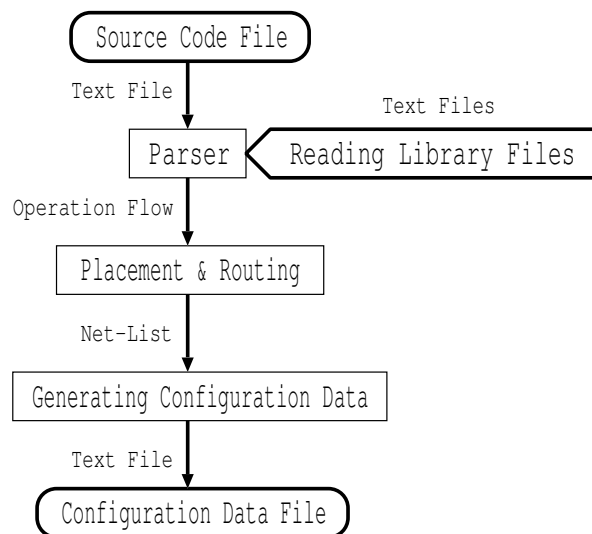 Source Code File
Text File
Text Files
Parser
Reading Library Files
Operation Flow
Placement & Routing
Net-List
Generating Configuration Data
Text File
Configuration Data File